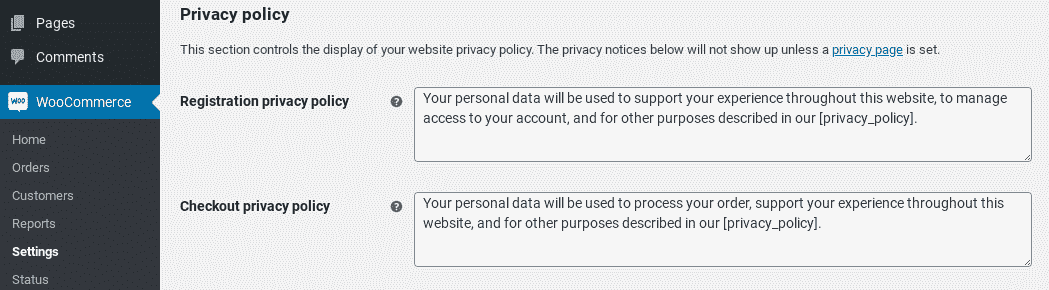 Pages
Comments
WOO
WooCommerce
Home
Orders
Customers
Reports
Settings
Status
Privacy policy
This section controls the display of your website privacy policy. The privacy notices below will not show up unless a privacy page is set.
Registration privacy policy
?
Your personal data will be used to support your experience throughout this website, to manage
access to your account, and for other purposes described in our [privacy_policy].
Checkout privacy policy
?
Your personal data will be used to process your order, support your experience throughout this
website, and for other purposes described in our [privacy_policy].